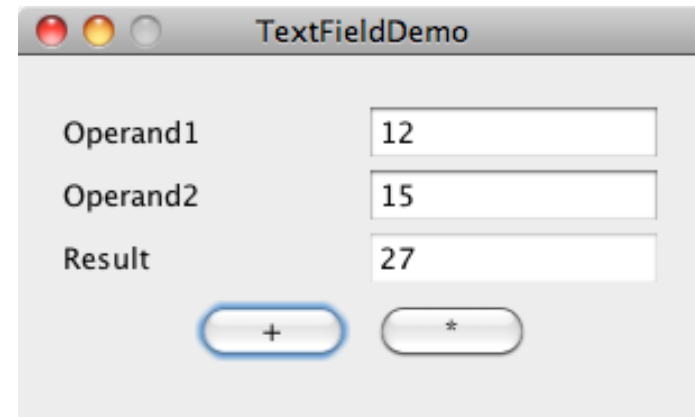 TextFieldDemo
Operand1 12
Operand2 15
Result 27
+ *